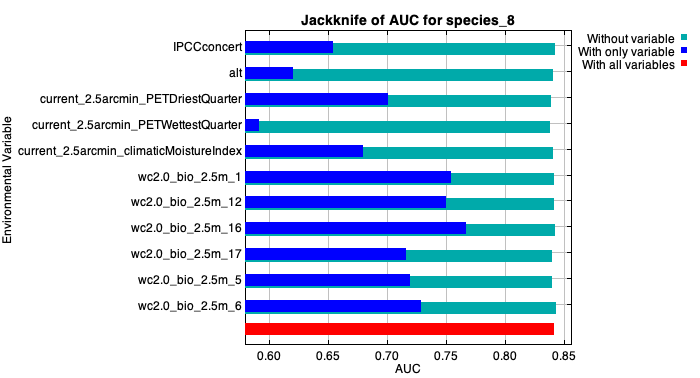 Jackknife of AUC for species_8
Environmental Variable
IPCCconcert
alt
current_2.5arcmin_PETDriestQuarter
current_2.5arcmin_PETWettestQuarter
current_2.5arcmin_climaticMoistureIndex
wc2.0_bio_2.5m_1
wc2.0_bio_2.5m_12
wc2.0_bio_2.5m_16
wc2.0_bio_2.5m_17
wc2.0_bio_2.5m_5
wc2.0_bio_2.5m_6
0.60 0.65 0.70 0.75 0.80 0.85
AUC
Without variable
With only variable
With all variables